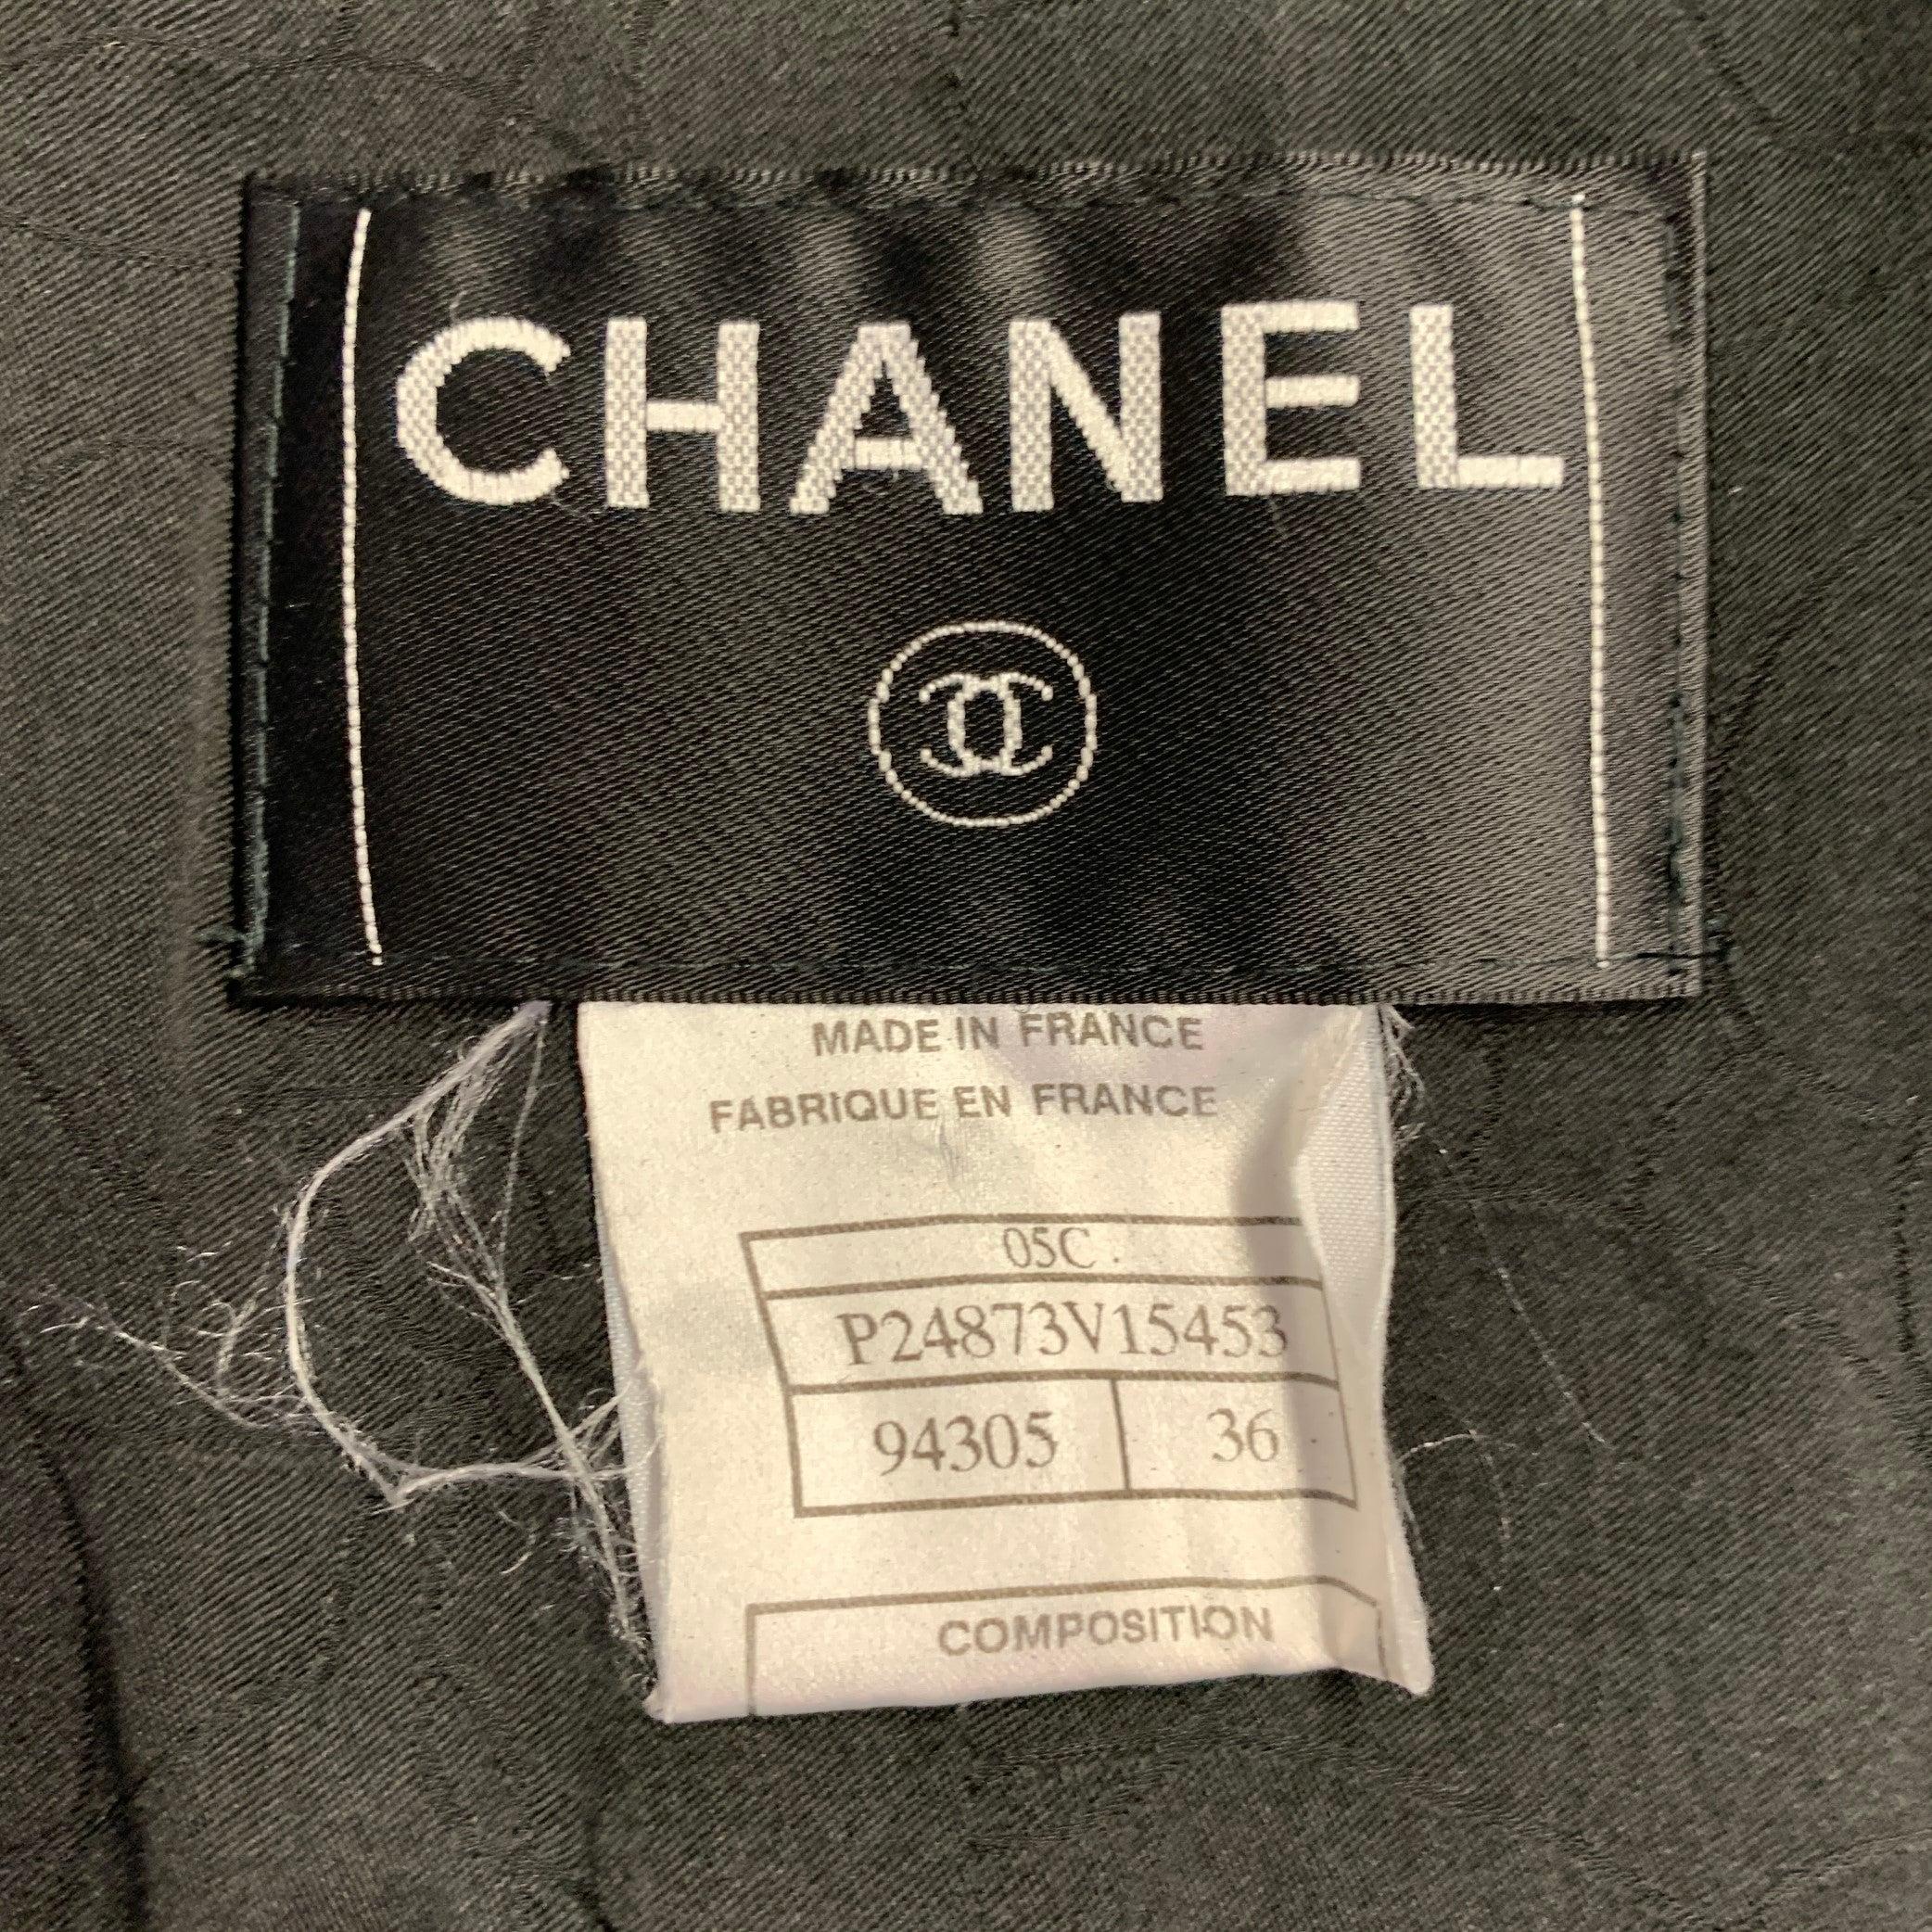 CHANEL
MADE IN FRANCE
FABRIQUE EN FRANCE
05C
P24873V15453
94305 36
COMPOSITION